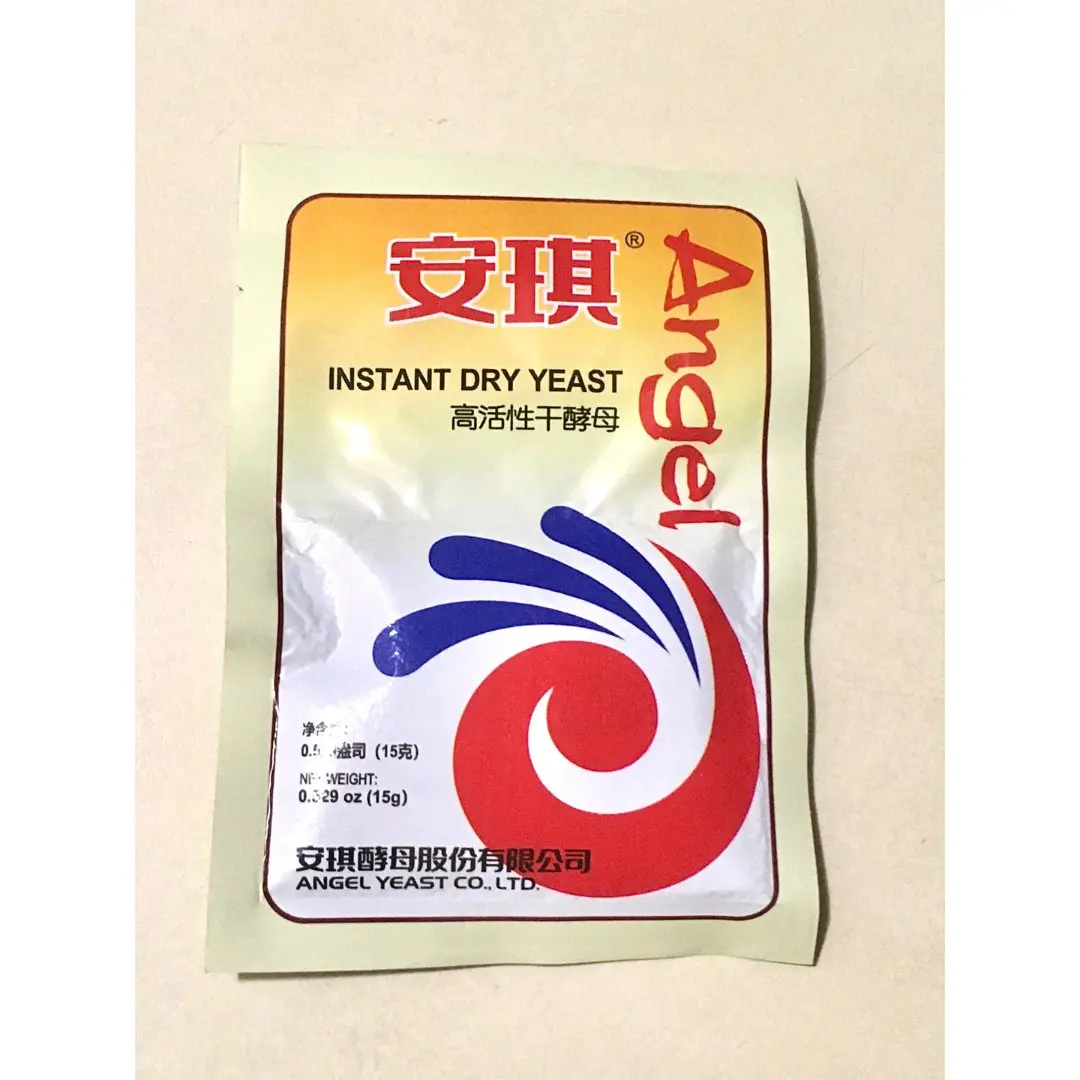 安琪®
Angel
INSTANT DRY YEAST
高活性干酵母
净含
盎司 (15克)
WEIGHT:
oz (15g)
安琪酵母股份有限公司
ANGEL YEAST CO., LTD.